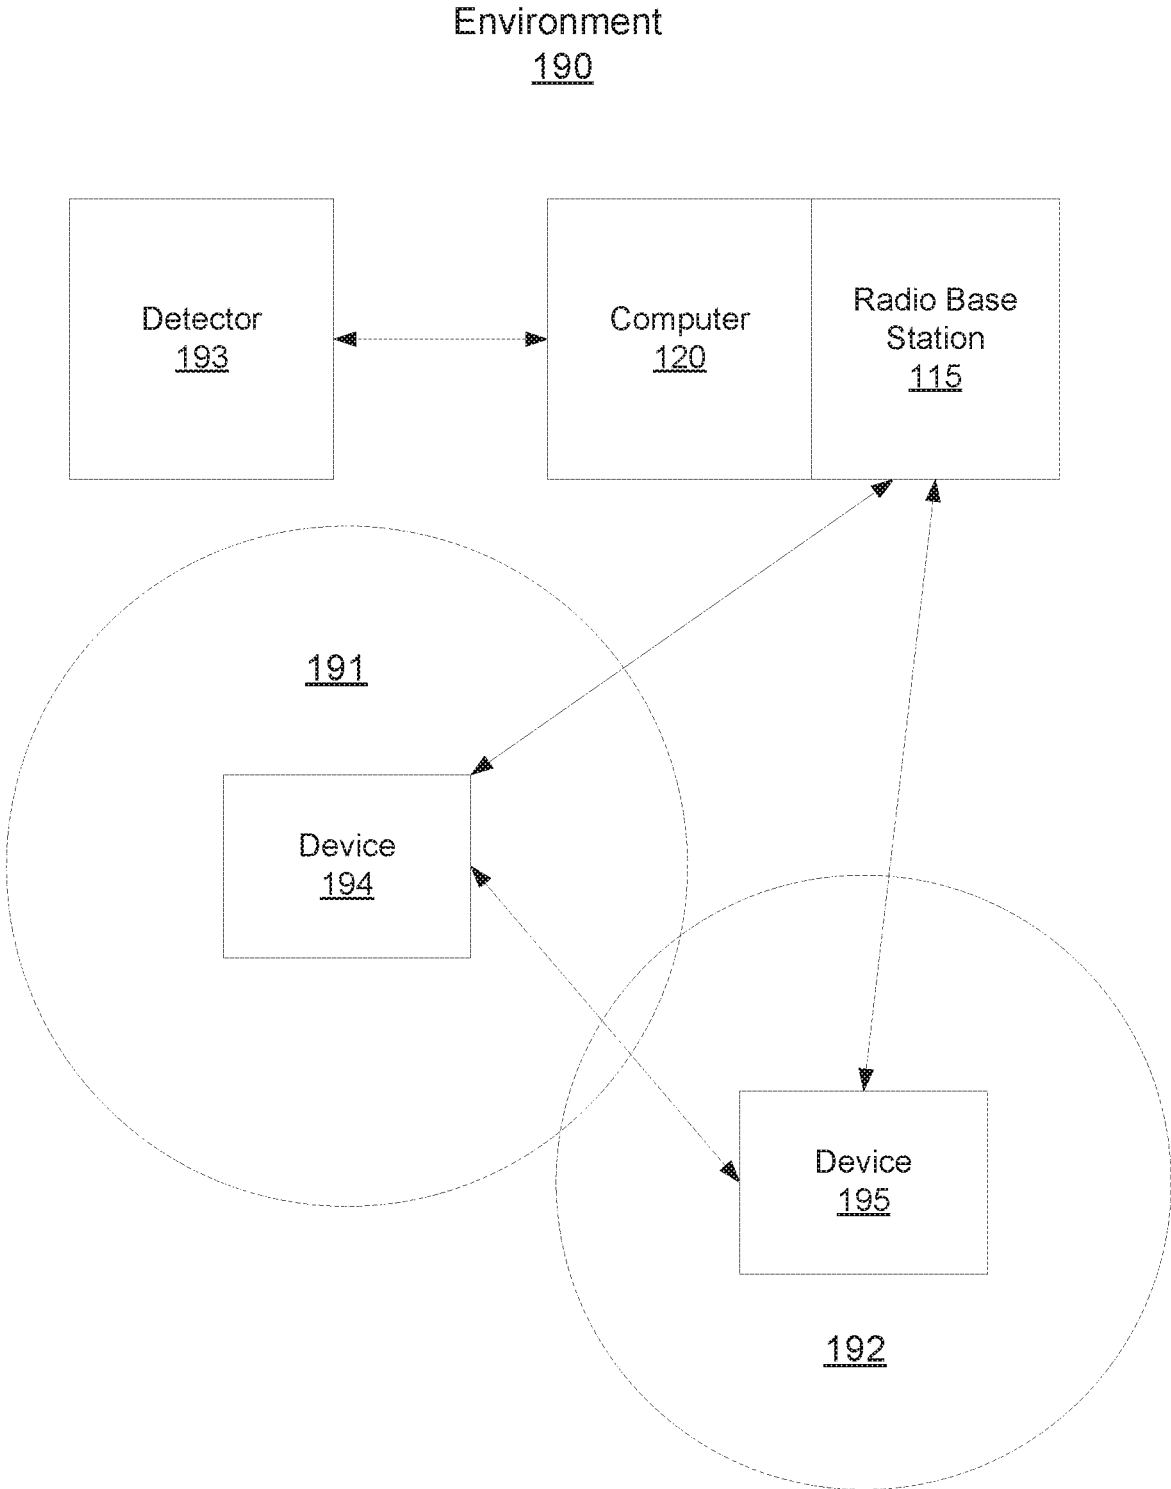 Environment
190
Detector
193
Computer
120
Radio Base
Station
115
191
Device
194
Device
195
192